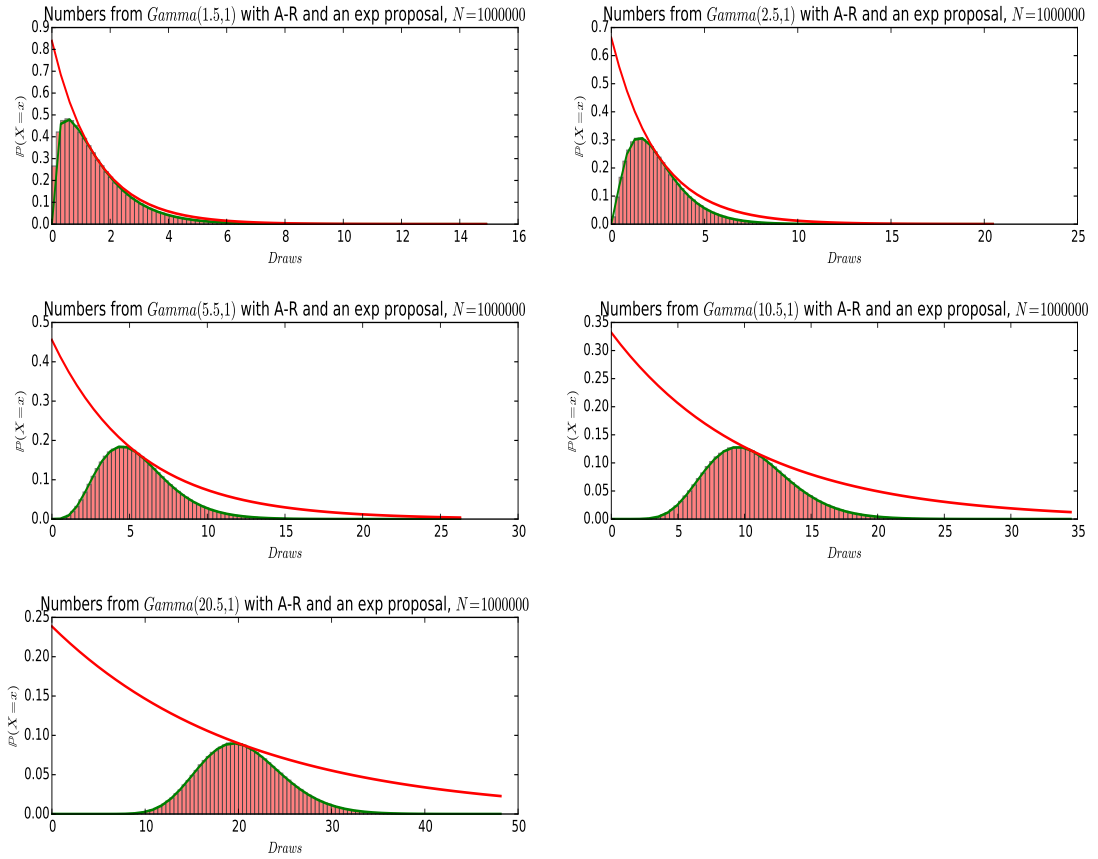 Numbers from Gamma(1.5,1) with A-R and an exp proposal, N=1000000
0.9
0.8
0.7
0.6
0.5
0.4
0.3
0.2
0.1
0.0
ℙ(X=x)
0 2 4 6 8 10 12 14 16
Draws
Numbers from Gamma(2.5,1) with A-R and an exp proposal, N=1000000
0.7
0.6
0.5
0.4
0.3
0.2
0.1
0.0
ℙ(X=x)
0 5 10 15 20 25
Draws
Numbers from Gamma(5.5,1) with A-R and an exp proposal, N=1000000
0.5
0.4
0.3
0.2
0.1
0.0
ℙ(X=x)
0 5 10 15 20 25 30
Draws
Numbers from Gamma(10.5,1) with A-R and an exp proposal, N=1000000
0.35
0.30
0.25
0.20
0.15
0.10
0.05
0.00
ℙ(X=x)
0 5 10 15 20 25 30 35
Draws
Numbers from Gamma(20.5,1) with A-R and an exp proposal, N=1000000
0.25
0.20
0.15
0.10
0.05
0.00
ℙ(X=x)
0 10 20 30 40 50
Draws